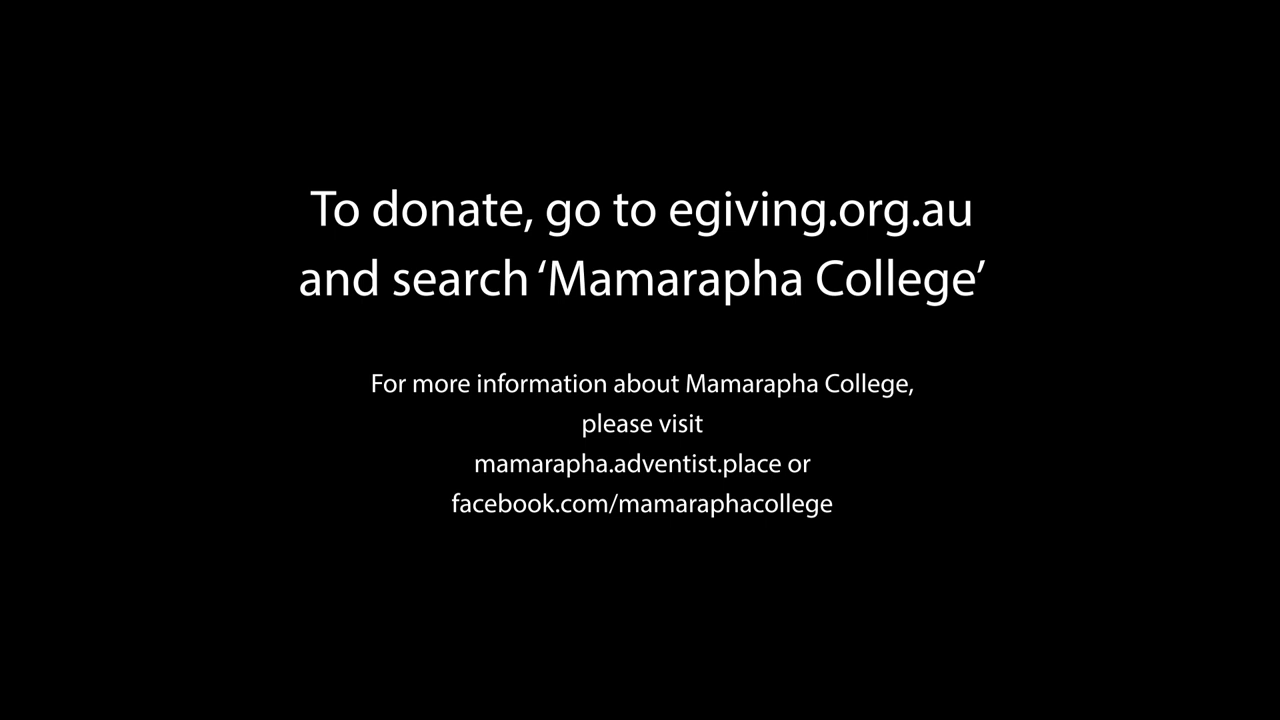 To donate, go to egiving.org.au
and search ‘Mamarapha College’
For more information about Mamarapha College,
please visit
mamarapha.adventist.place or
facebook.com/mamaraphacollege